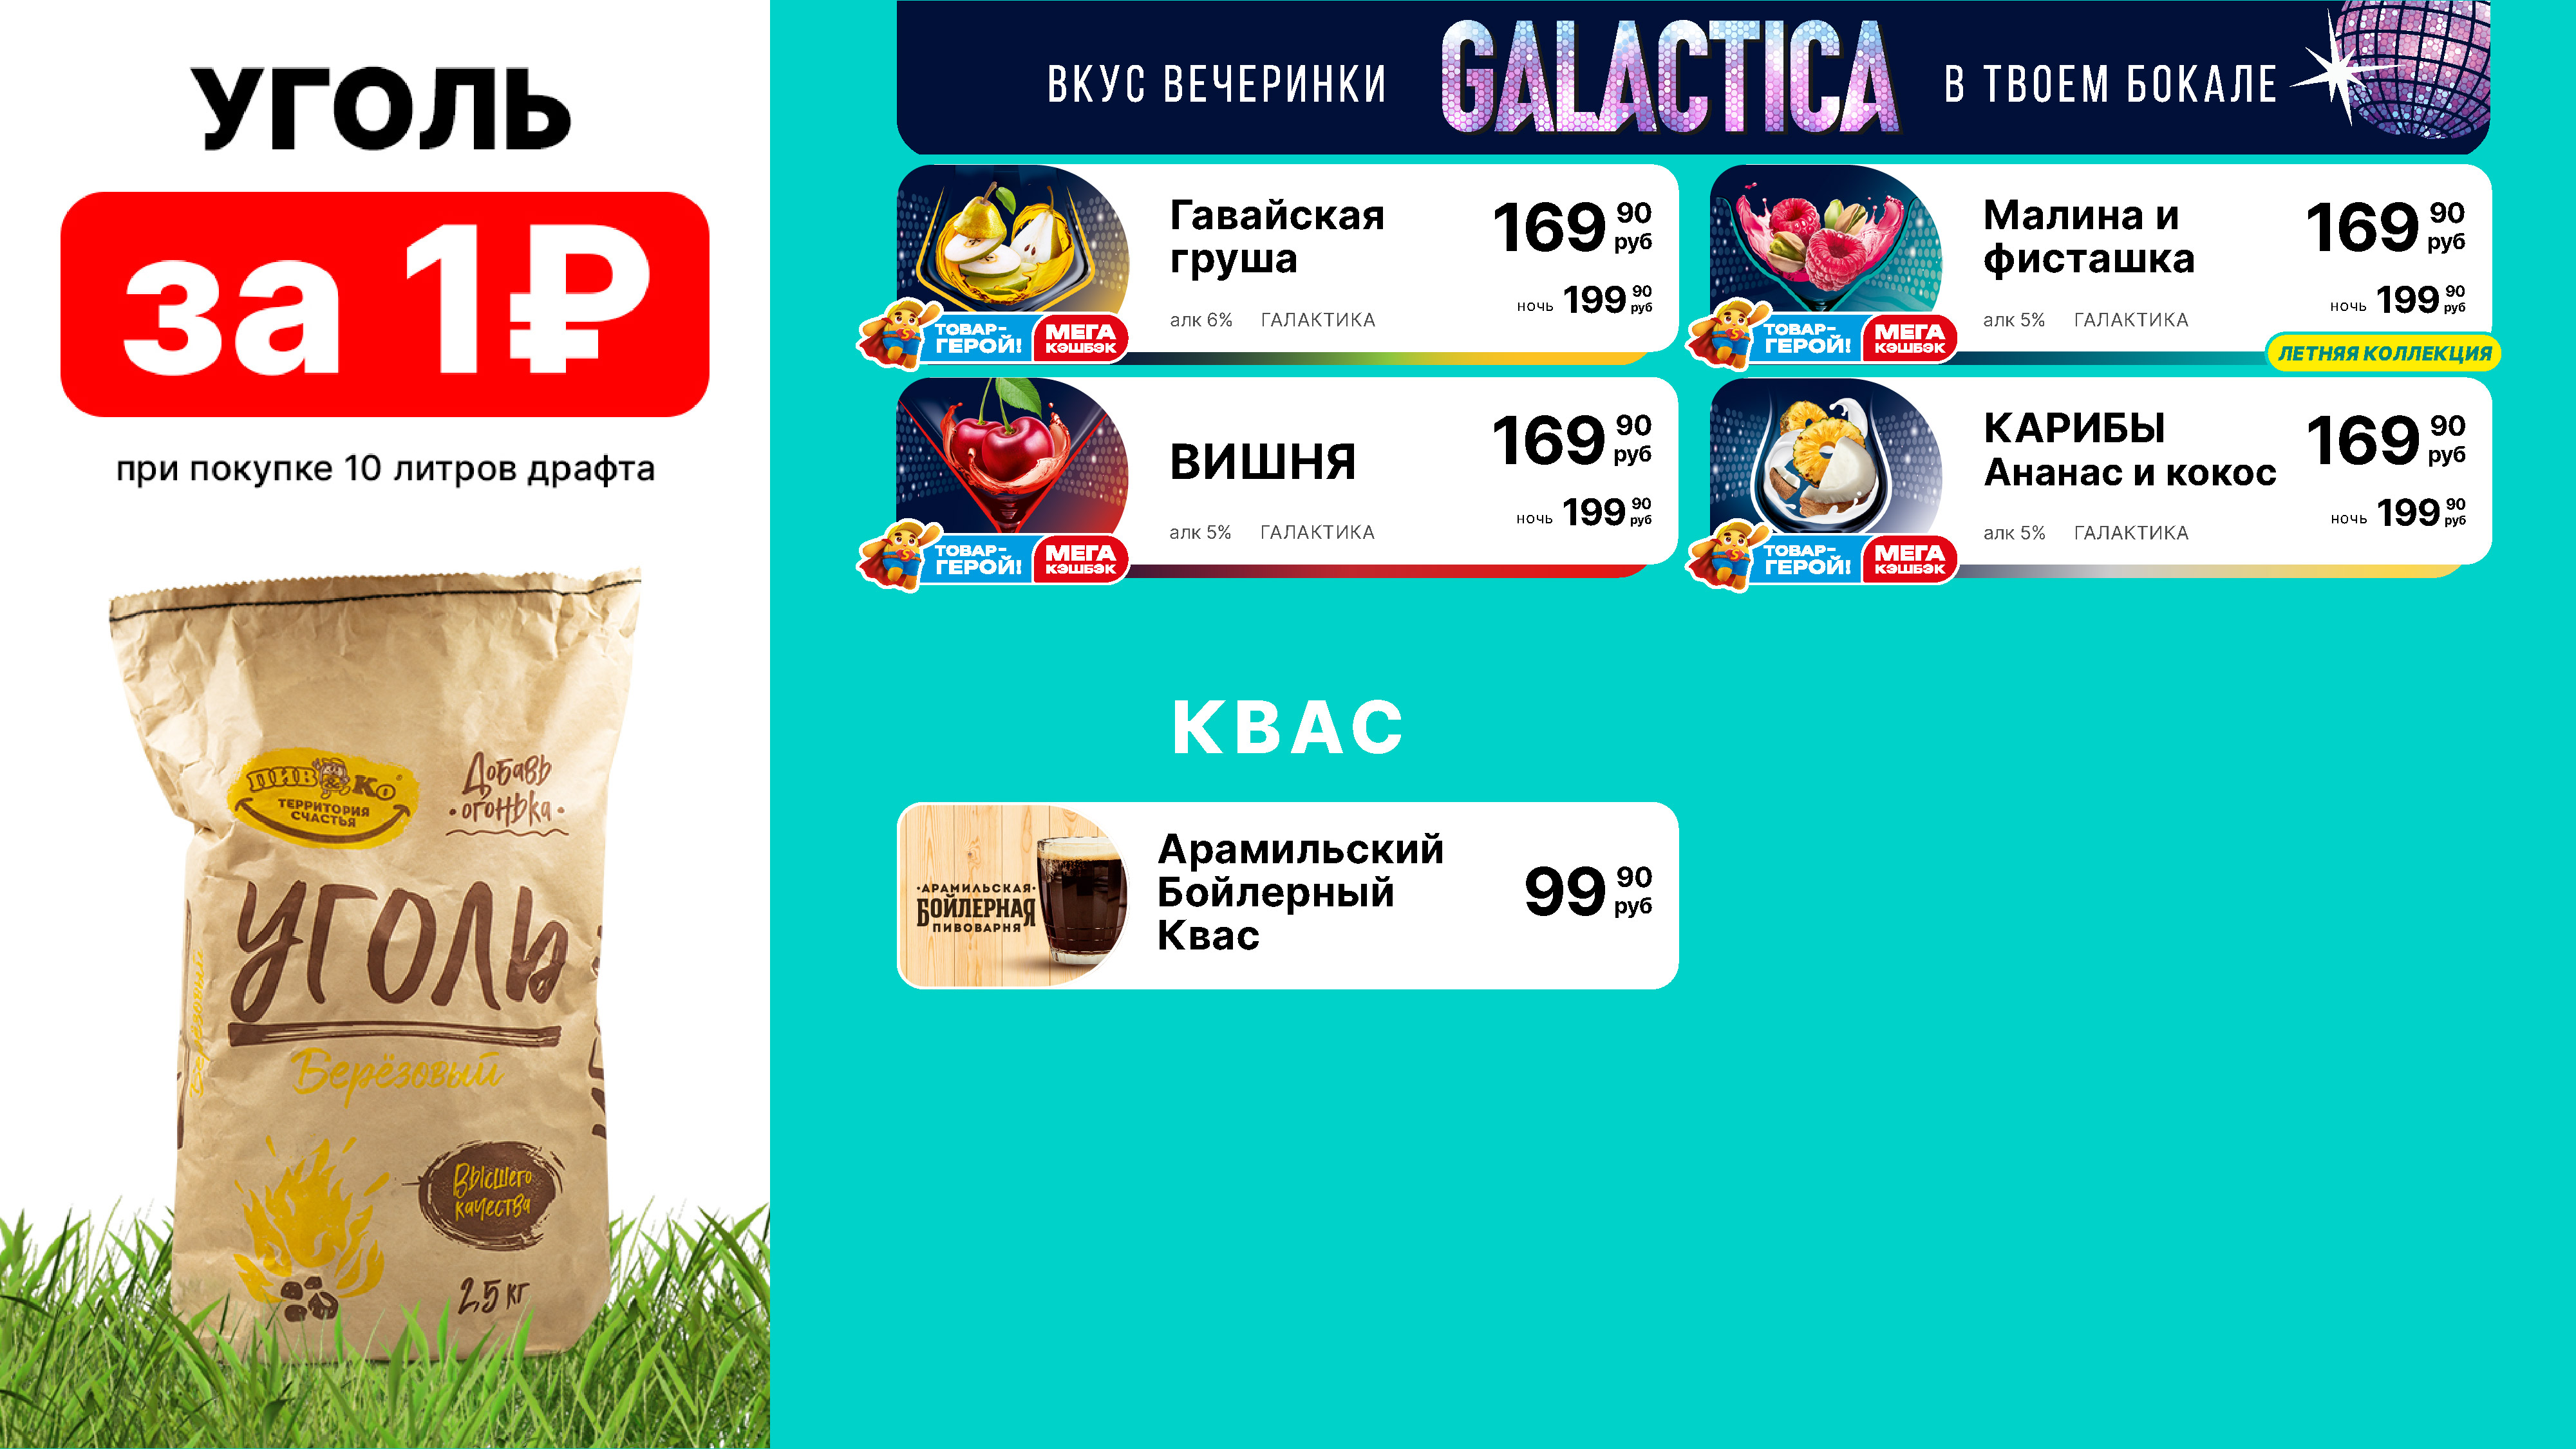 УГОЛЬ
за 1₽
при покупке 10 литров драфта
ПИВ&Ко
ТЕРРИТОРИЯ
СЧАСТЬЯ
Добавь
огонька
УГОЛЬ
Берёзовый
Высшего
качества
2,5 кг
Берёзовый
ВКУС ВЕЧЕРИНКИ GALACTICA В ТВОЕМ БОКАЛЕ
Гавайская
груша
169 90 руб
ночь 199 90 руб
алк 6% ГАЛАКТИКА
ТОВАР-
ГЕРОЙ!
МЕГА
КЭШБЭК
Малина и
фисташка
169 90 руб
ночь 199 90 руб
алк 5% ГАЛАКТИКА
ТОВАР-
ГЕРОЙ!
МЕГА
КЭШБЭК
ЛЕТНЯЯ КОЛЛЕКЦИЯ
ВИШНЯ
169 90 руб
ночь 199 90 руб
алк 5% ГАЛАКТИКА
ТОВАР-
ГЕРОЙ!
МЕГА
КЭШБЭК
КАРИБЫ
Ананас и кокос
169 90 руб
ночь 199 90 руб
алк 5% ГАЛАКТИКА
ТОВАР-
ГЕРОЙ!
МЕГА
КЭШБЭК
КВАС
·АРАМИЛЬСКАЯ·
БОЙЛЕРНАЯ
ПИВОВАРНЯ
Арамильский
Бойлерный
Квас
99 90 руб